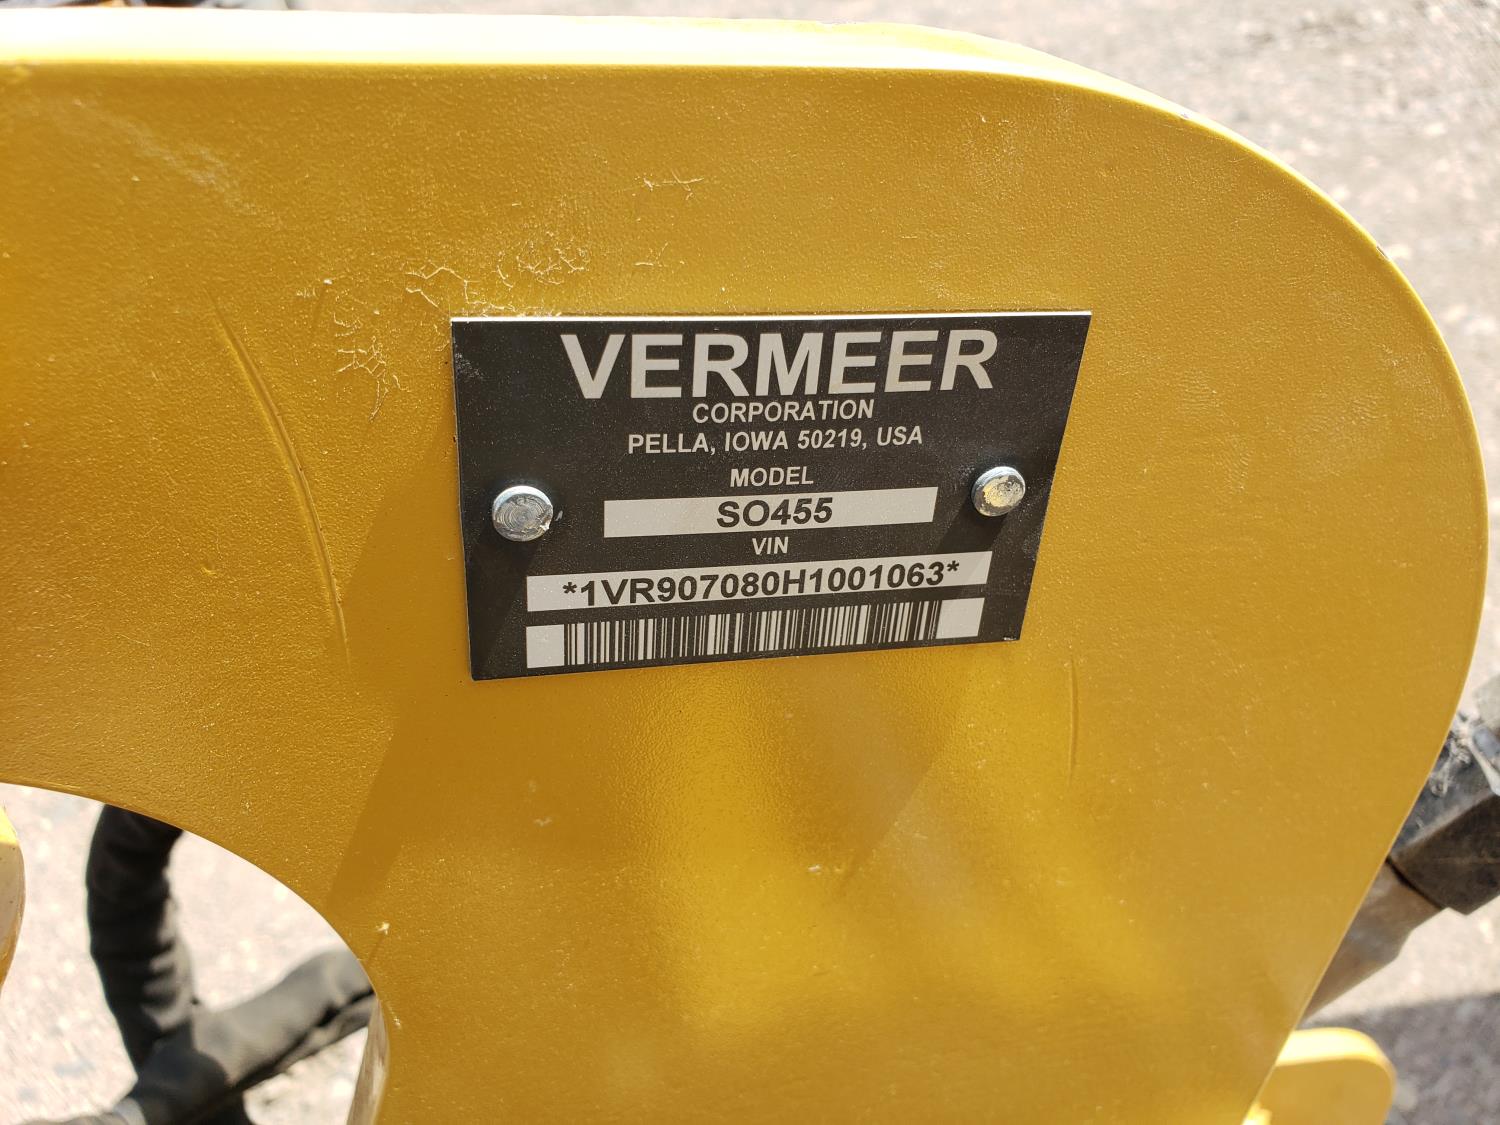 VERMEER
CORPORATION
PELLA, IOWA 50219, USA
MODEL
SO455
VIN
*1VR907080H1001063*